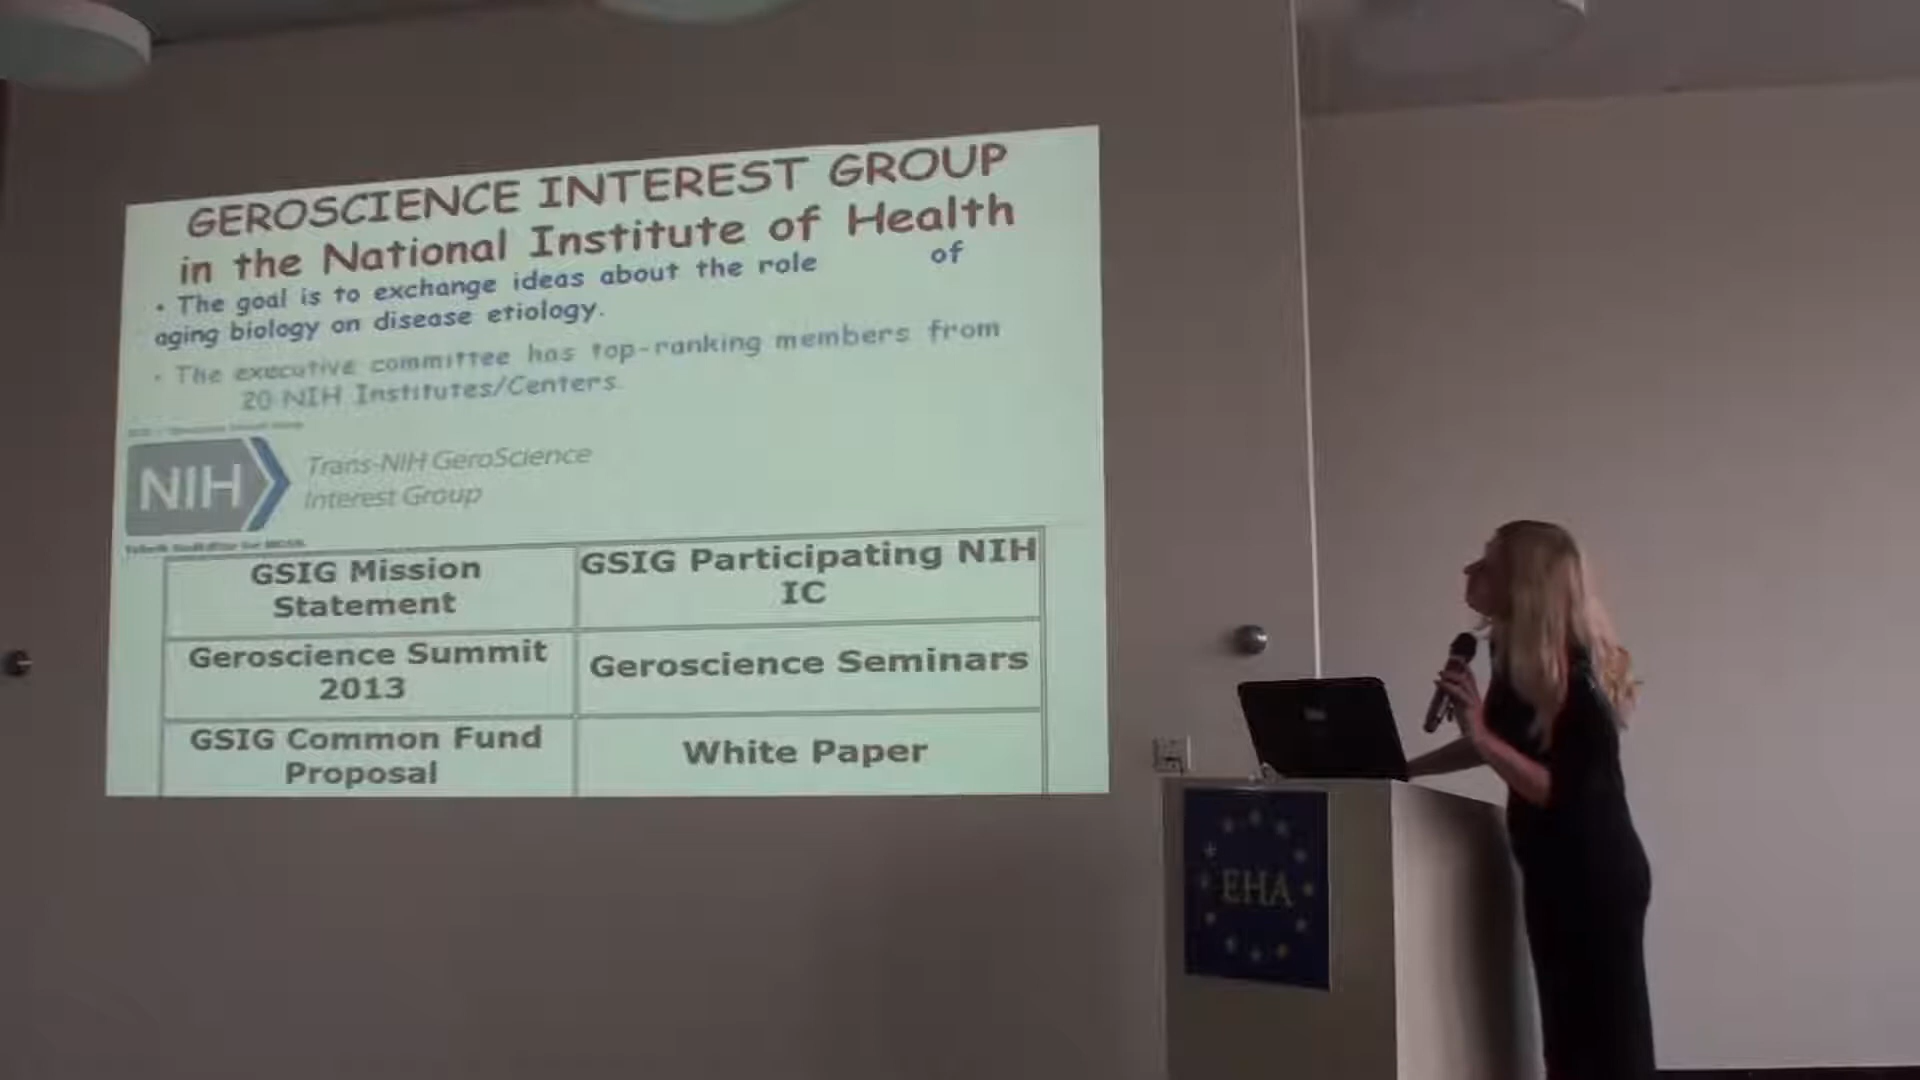 GEROSCIENCE INTEREST GROUP
in the National Institute of Health
• The goal is to exchange ideas about the role of
aging biology on disease etiology.
• The executive committee has top-ranking members from
20 NIH Institutes/Centers.
NIH
Trans-NIH GeroScience
Interest Group
GSIG Mission
Statement
GSIG Participating NIH
IC
Geroscience Summit
2013
Geroscience Seminars
GSIG Common Fund
Proposal
White Paper
EHA